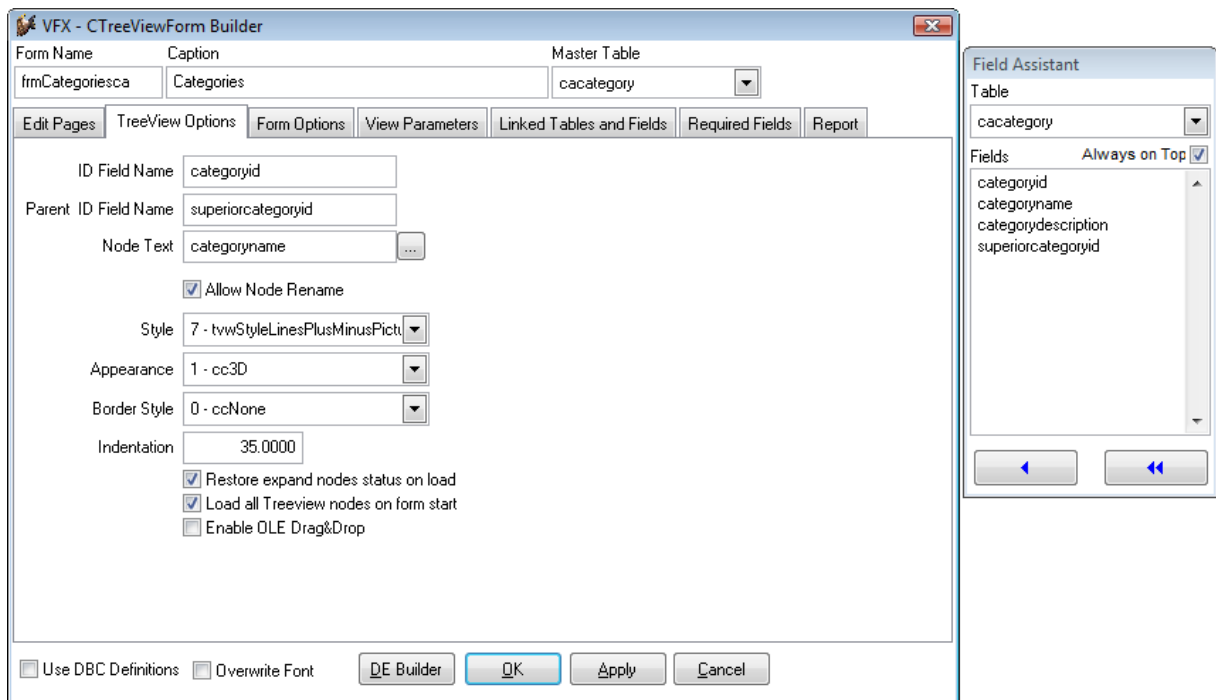 VFX - CTreeViewForm Builder
Form Name Caption Master Table
frmCategoriesca Categories cacategory
Edit Pages TreeView Options Form Options View Parameters Linked Tables and Fields Required Fields Report
ID Field Name categoryid
Parent ID Field Name superiorcategoryid
Node Text categoryname ...
Allow Node Rename
Style 7 - tvwStyleLinesPlusMinusPictu
Appearance 1 - cc3D
Border Style 0 - ccNone
Indentation 35.0000
Restore expand nodes status on load
Load all Treeview nodes on form start
Enable OLE Drag&Drop
Use DBC Definitions Overwrite Font DE Builder OK Apply Cancel
Field Assistant
Table
cacategory
Fields Always on Top
categoryid
categoryname
categorydescription
superiorcategoryid